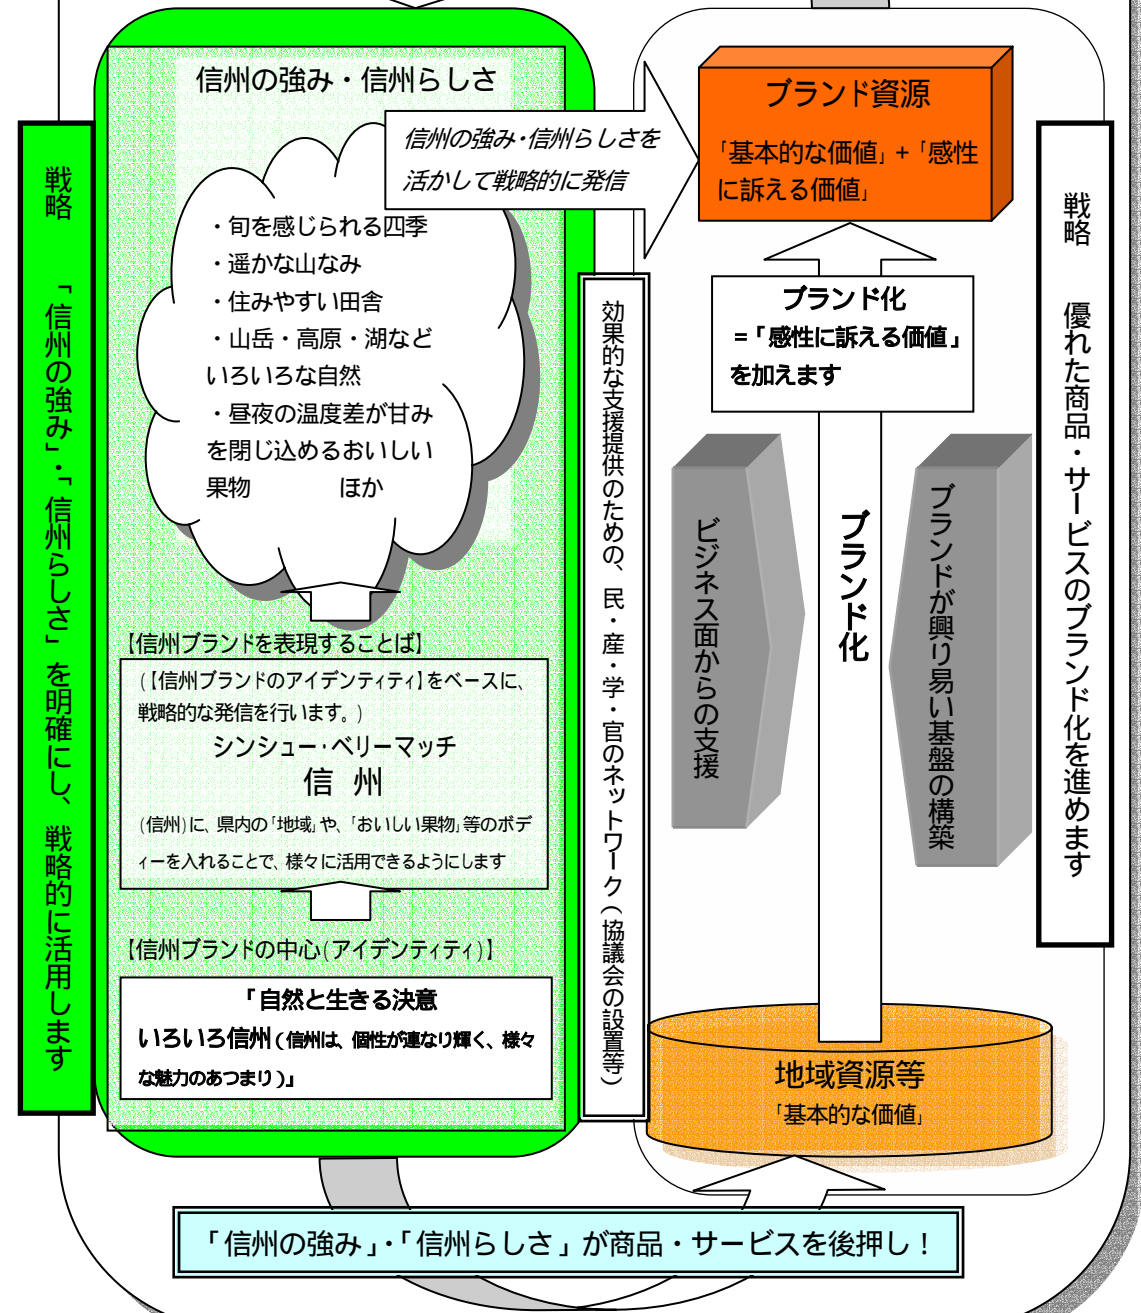 信州の強み・信州らしさ
信州の強み・信州らしさを
活かして戦略的に発信
・旬を感じられる四季
・遥かな山なみ
・住みやすい田舎
・山岳・高原・湖など
いろいろな自然
・昼夜の温度差が甘み
を閉じ込めるおいしい
果物　　　　ほか
【信州ブランドを表現することば】
(【信州ブランドのアイデンティティ】をベースに、
戦略的な発信を行います。)
シンシュー・ベリーマッチ
信 州
(信州)に、県内の「地域」や、「おいしい果物」等のボデ
ィーを入れることで、様々に活用できるようにします
【信州ブランドの中心(アイデンティティ)】
「自然と生きる決意
いろいろ信州(信州は、個性が連なり輝く、様々
な魅力のあつまり)」
戦略　　「信州の強み」・「信州らしさ」を明確にし、戦略的に活用します
効果的な支援提供のための、民・産・学・官のネットワーク(協議会の設置等)
ブランド資源
「基本的な価値」+「感性
に訴える価値」
ブランド化
=「感性に訴える価値」
を加えます
ビジネス面からの支援
ブランド化
ブランドが興り易い基盤の構築
地域資源等
「基本的な価値」
戦略　　優れた商品・サービスのブランド化を進めます
「信州の強み」・「信州らしさ」が商品・サービスを後押し!